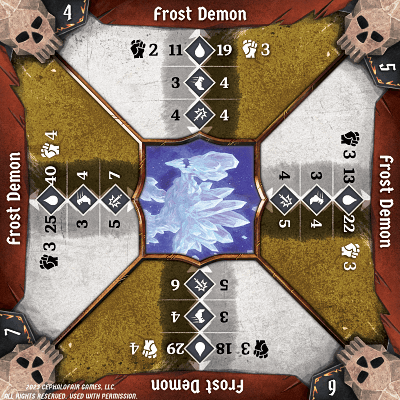 4
Frost Demon
2 11 19 3
3 4
4 4
5
Frost Demon
3 13 22 3
3 4
4 5
6
Frost Demon
3 18 29 4
3 4
5 6
7
Frost Demon
3 25 40 4
3 4
5 7
2023 CEPHALOFAIR GAMES, LLC.
ALL RIGHTS RESERVED. USED WITH PERMISSION.